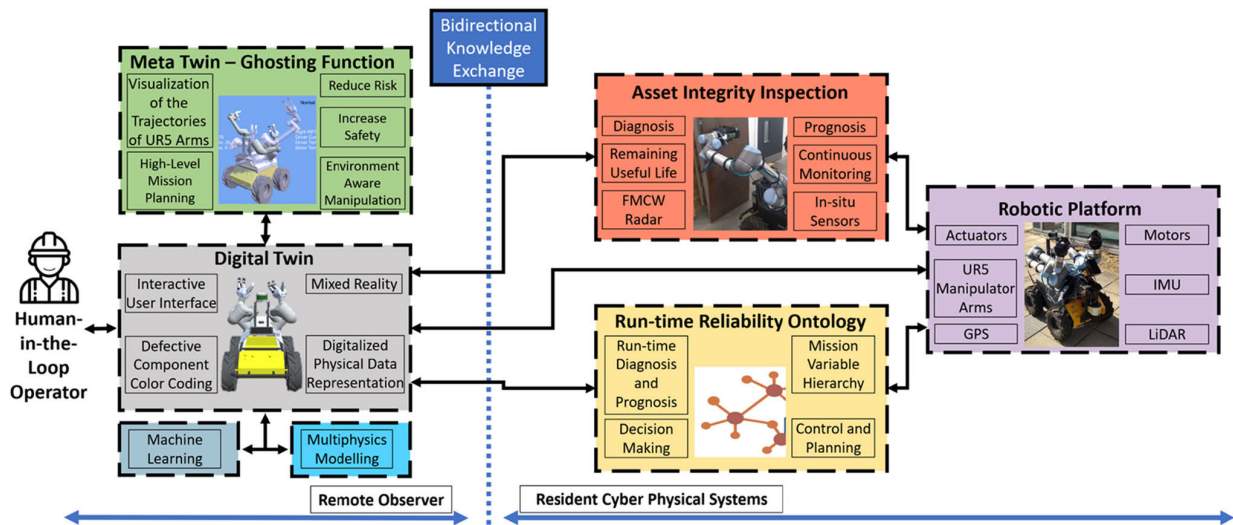 Bidirectional
Knowledge
Exchange
Meta Twin – Ghosting Function
Visualization
of the
Trajectories
of UR5 Arms
High-Level
Mission
Planning
Normal
Reduce Risk
Increase
Safety
Environment
Aware
Manipulation
Asset Integrity Inspection
Diagnosis
Remaining
Useful Life
FMCW
Radar
Prognosis
Continuous
Monitoring
In-situ
Sensors
Robotic Platform
Actuators
UR5
Manipulator
Arms
GPS
Motors
IMU
LiDAR
Human-
in-the-
Loop
Operator
Digital Twin
Interactive
User Interface
Defective
Component
Color Coding
Mixed Reality
Digitalized
Physical Data
Representation
Run-time Reliability Ontology
Run-time
Diagnosis
and
Prognosis
Decision
Making
Mission
Variable
Hierarchy
Control and
Planning
Machine
Learning
Multiphysics
Modelling
Remote Observer
Resident Cyber Physical Systems